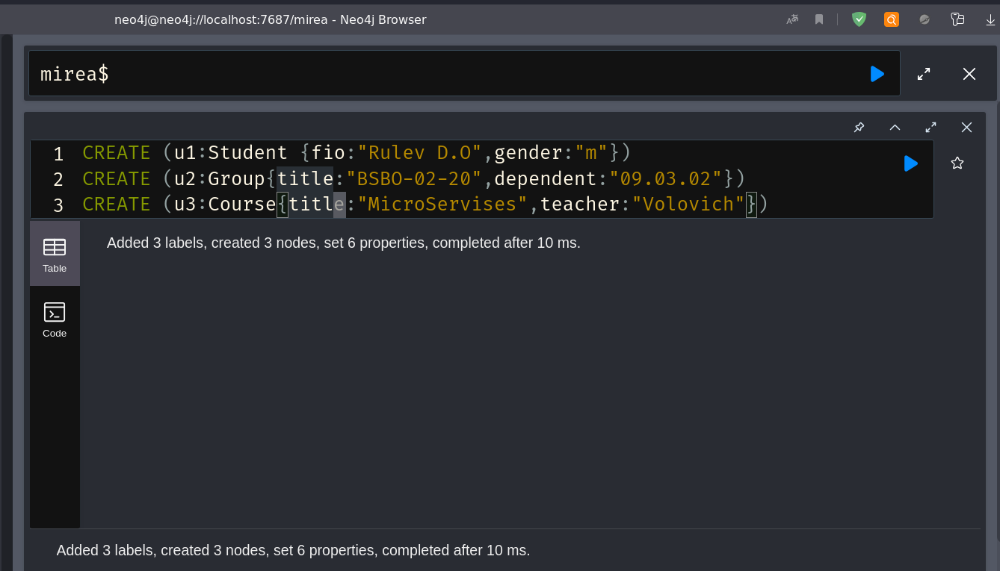 neo4j@neo4j://localhost:7687/mirea - Neo4j Browser
mirea$
1 CREATE (u1:Student {fio:"Rulev D.O",gender:"m"})
2 CREATE (u2:Group{title:"BSBO-02-20",dependent:"09.03.02"})
3 CREATE (u3:Course{title:"MicroServises",teacher:"Volovich"})
Added 3 labels, created 3 nodes, set 6 properties, completed after 10 ms.
Table
Code
Added 3 labels, created 3 nodes, set 6 properties, completed after 10 ms.